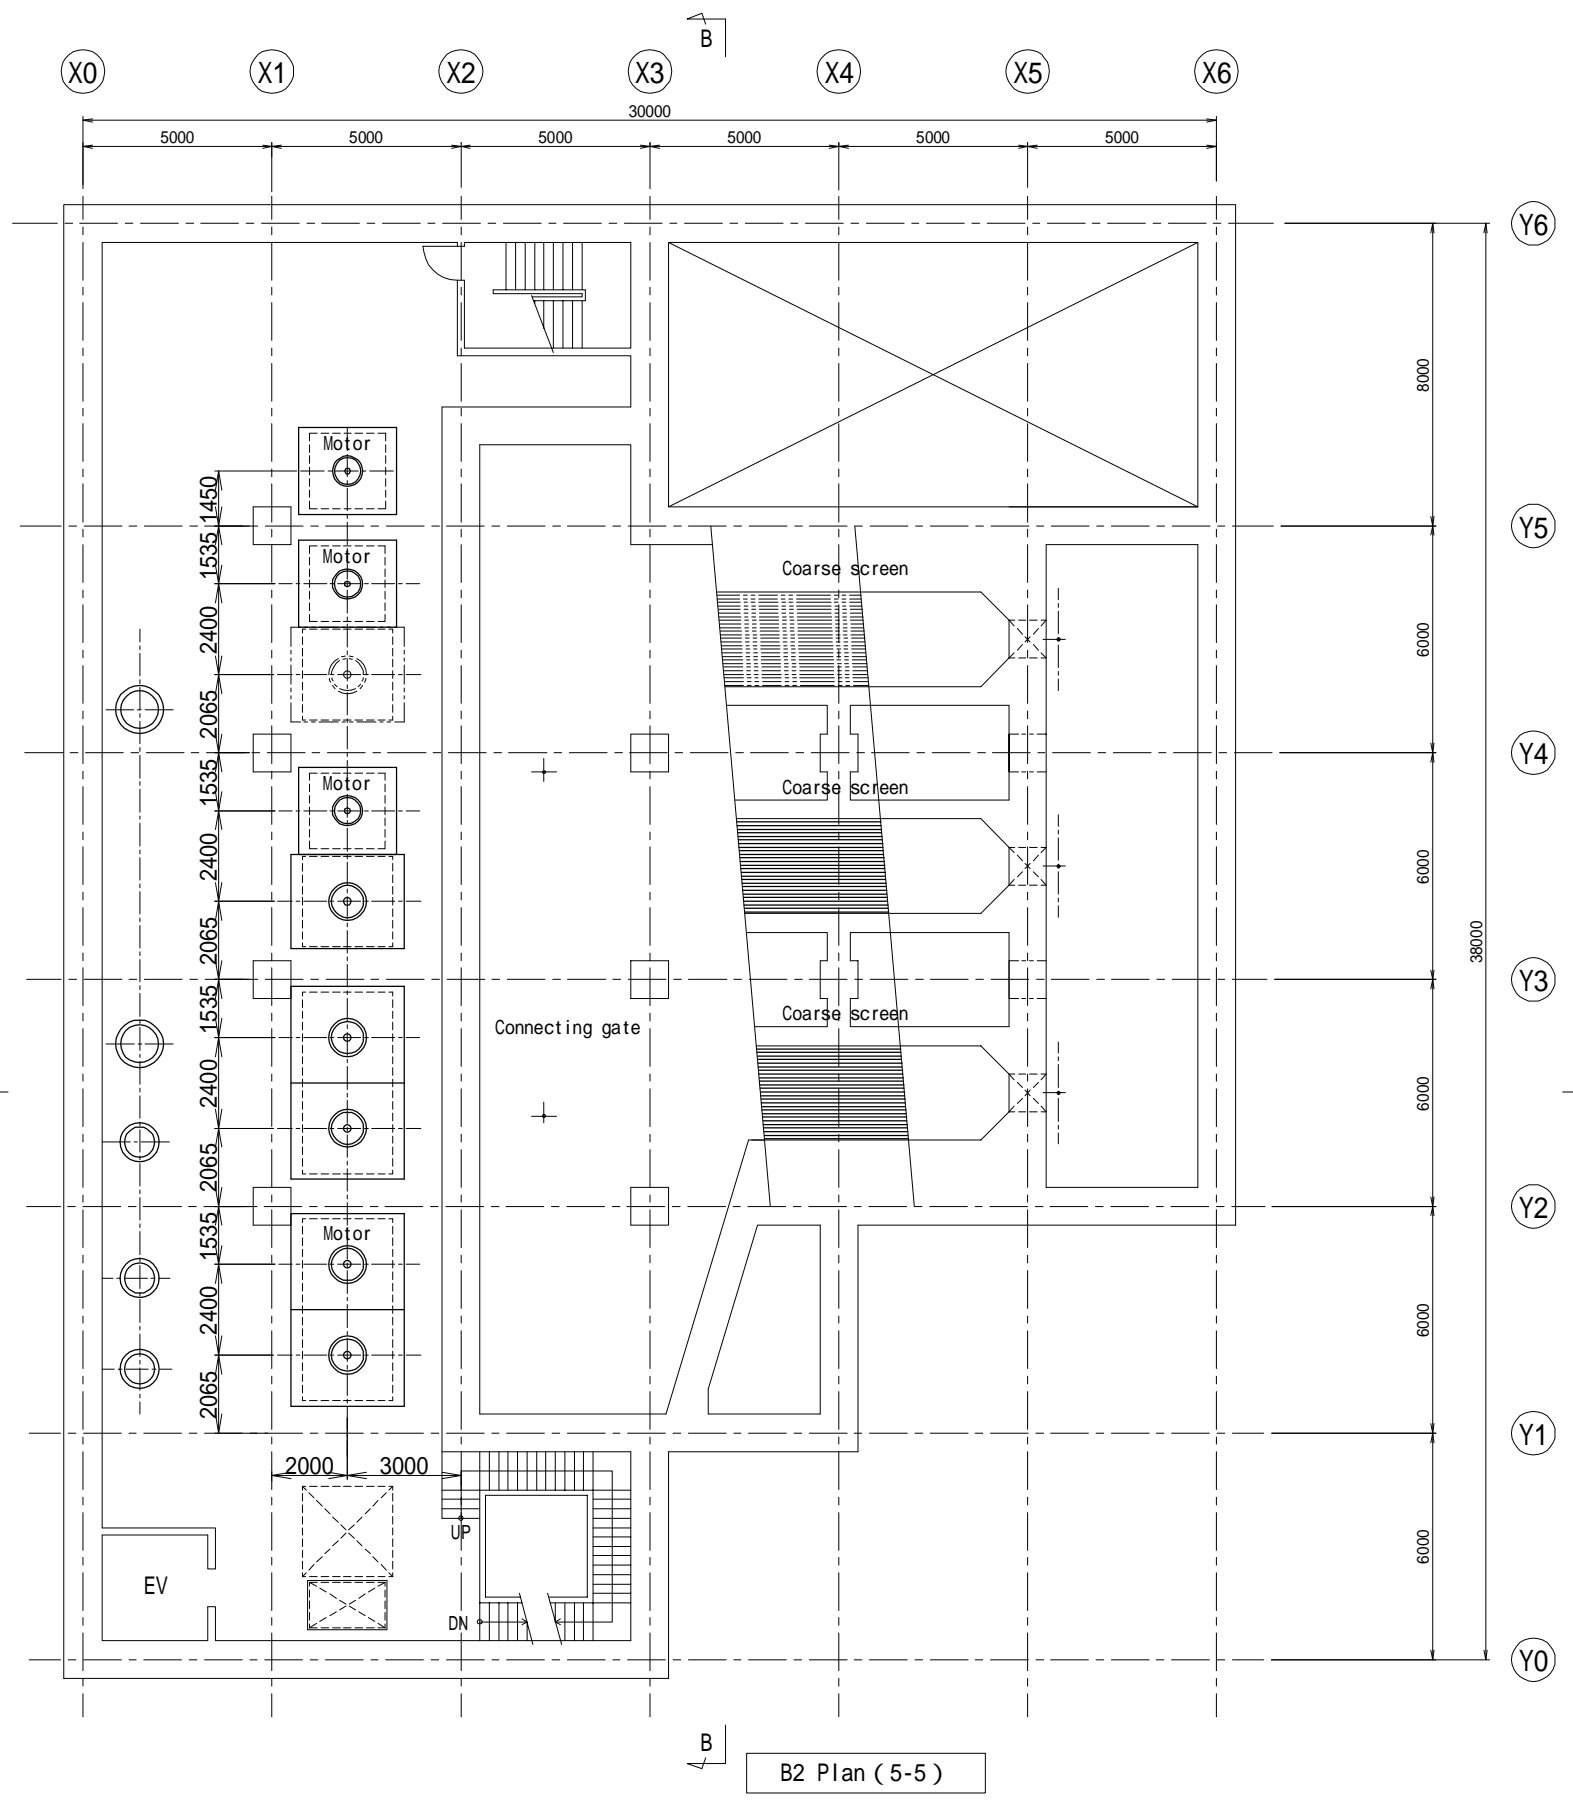 B
X0 X1 X2 X3 X4 X5 X6
30000
5000 5000 5000 5000 5000 5000
Y6
8000
Motor
1450
Y5
1535
Motor
Coarse screen
2400
6000
2065
Y4
1535
Motor
Coarse screen
2400
6000
2065
38000
Y3
1535
Coarse screen
Connecting gate
2400
6000
2065
Y2
1535
Motor
2400
6000
2065
Y1
2000 3000
UP
6000
EV
DN
Y0
B
B2 Plan ( 5-5 )